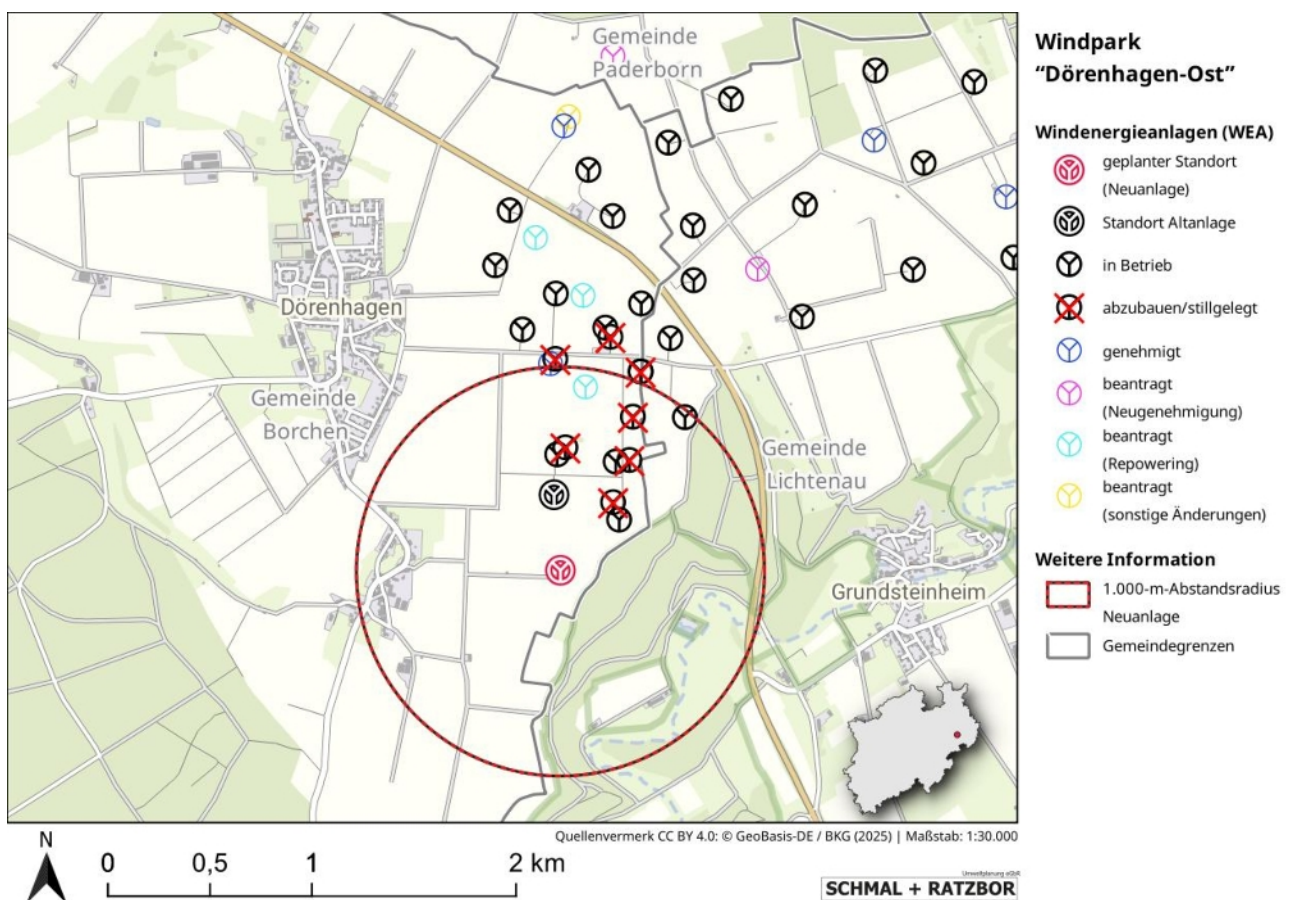 Gemeinde
Paderborn
Dörenhagen
Gemeinde
Borchen
Gemeinde
Lichtenau
Grundsteinheim
Windpark
“Dörenhagen-Ost”
Windenergieanlagen (WEA)
geplanter Standort
(Neuanlage)
Standort Altanlage
in Betrieb
abzubauen/stillgelegt
genehmigt
beantragt
(Neugenehmigung)
beantragt
(Repowering)
beantragt
(sonstige Änderungen)
Weitere Information
1.000-m-Abstandsradius
Neuanlage
Gemeindegrenzen
Quellenvermerk CC BY 4.0: © GeoBasis-DE / BKG (2025) | Maßstab: 1:30.000
N
0 0,5 1 2 km
Umweltplanung eGbR
SCHMAL + RATZBOR